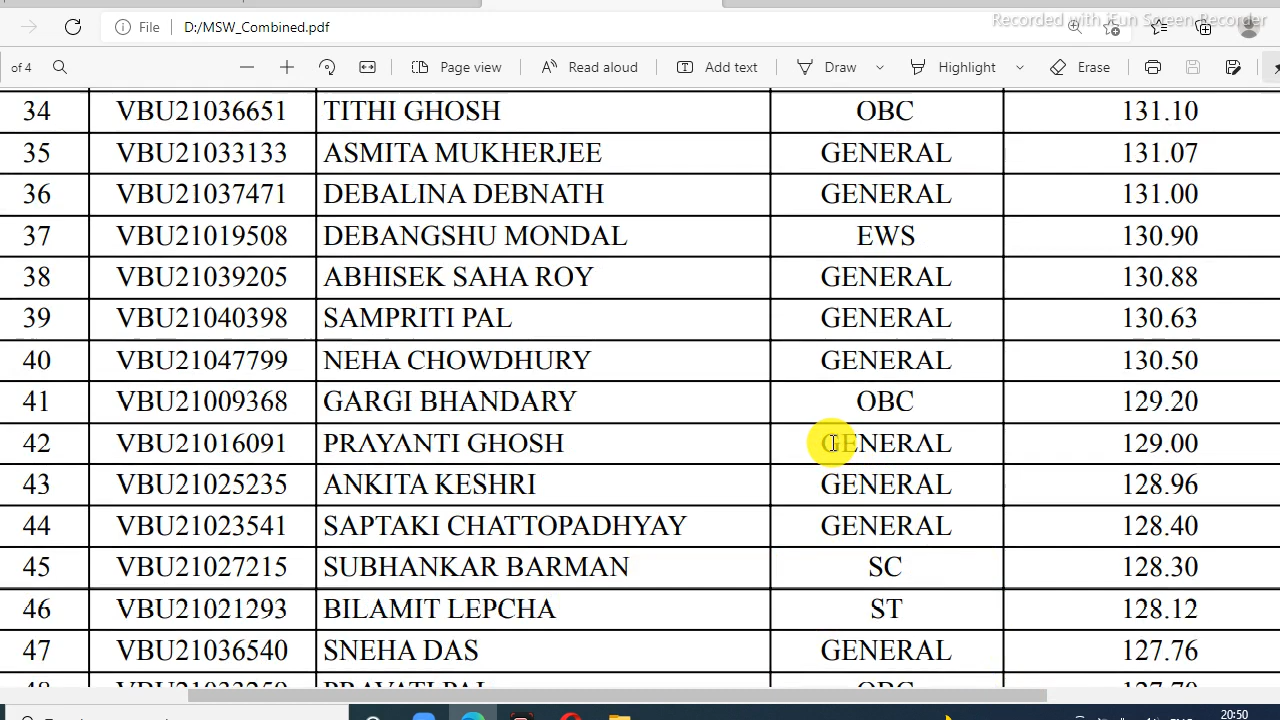 Recorded with iFun Screen Recorder
File D:/MSW_Combined.pdf
of 4 Page view Read aloud Add text Draw Highlight Erase
34 VBU21036651 TITHI GHOSH OBC 131.10
35 VBU21033133 ASMITA MUKHERJEE GENERAL 131.07
36 VBU21037471 DEBALINA DEBNATH GENERAL 131.00
37 VBU21019508 DEBANGSHU MONDAL EWS 130.90
38 VBU21039205 ABHISEK SAHA ROY GENERAL 130.88
39 VBU21040398 SAMPRITI PAL GENERAL 130.63
40 VBU21047799 NEHA CHOWDHURY GENERAL 130.50
41 VBU21009368 GARGI BHANDARY OBC 129.20
42 VBU21016091 PRAYANTI GHOSH GENERAL 129.00
43 VBU21025235 ANKITA KESHRI GENERAL 128.96
44 VBU21023541 SAPTAKI CHATTOPADHYAY GENERAL 128.40
45 VBU21027215 SUBHANKAR BARMAN SC 128.30
46 VBU21021293 BILAMIT LEPCHA ST 128.12
47 VBU21036540 SNEHA DAS GENERAL 127.76
20:50